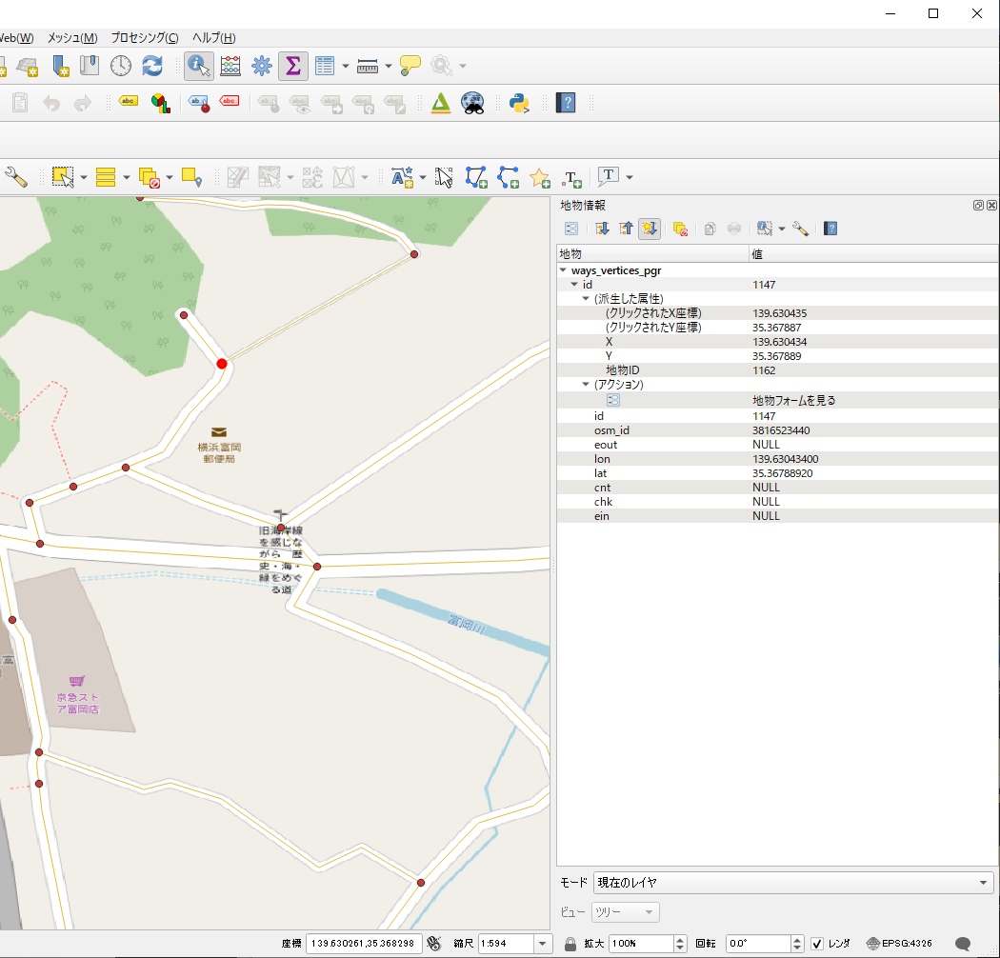 Web(W) メッシュ(M) プロセシング(C) ヘルプ(H)
abc
ab
abc
T
T
地物情報
地物 値
ways_vertices_pgr
id 1147
(派生した属性)
(クリックされたX座標) 139.630435
(クリックされたY座標) 35.367887
X 139.630434
Y 35.367889
地物ID 1162
(アクション)
地物フォームを見る
id 1147
osm_id 3816523440
eout NULL
lon 139.63043400
lat 35.36788920
cnt NULL
chk NULL
ein NULL
横浜富岡
郵便局
旧海岸線
を感じな
がら 歴
史・海・
緑をめぐ
る道
富岡川
富
京急スト
ア富岡店
モード 現在のレイヤ
ビュー ツリー
座標 139.630261,35.368298 縮尺 1:594 拡大 100% 回転 0.0° レンダ EPSG:4326